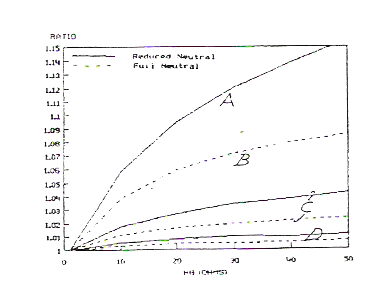 RATIO
1.15
1.14
1.13
1.12
1.11
1.1
1.09
1.08
1.07
1.06
1.05
1.04
1.03
1.02
1.01
1
Reduced Neutral
Full Neutral
A
B
C
D
0 10 20 30 40 50
RG (OHMS)